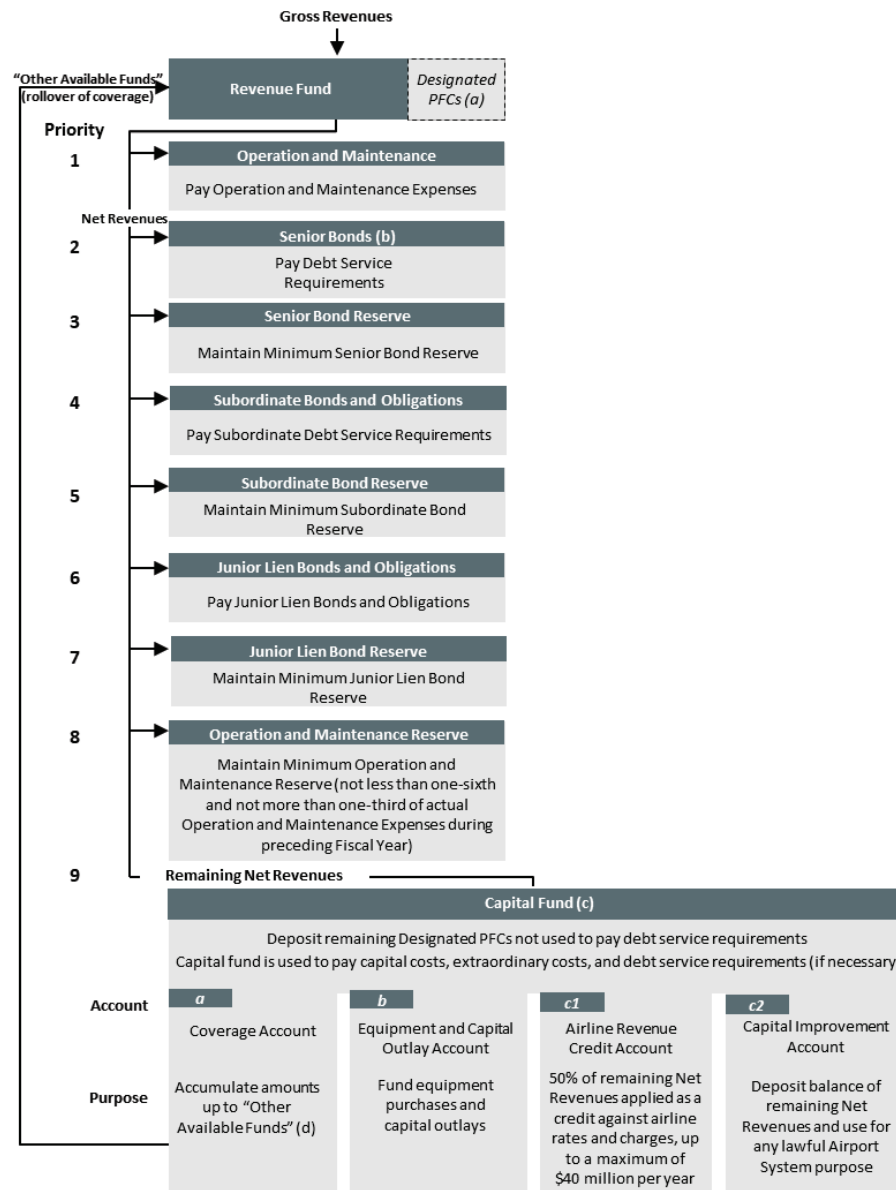 Gross Revenues
“Other Available Funds”
(rollover of coverage)
Revenue Fund
Designated
PFCs (a)
Priority
1
Operation and Maintenance
Pay Operation and Maintenance Expenses
Net Revenues
2
Senior Bonds (b)
Pay Debt Service
Requirements
3
Senior Bond Reserve
Maintain Minimum Senior Bond Reserve
4
Subordinate Bonds and Obligations
Pay Subordinate Debt Service Requirements
5
Subordinate Bond Reserve
Maintain Minimum Subordinate Bond
Reserve
6
Junior Lien Bonds and Obligations
Pay Junior Lien Bonds and Obligations
7
Junior Lien Bond Reserve
Maintain Minimum Junior Lien Bond
Reserve
8
Operation and Maintenance Reserve
Maintain Minimum Operation and
Maintenance Reserve (not less than one-sixth
and not more than one-third of actual
Operation and Maintenance Expenses during
preceding Fiscal Year)
9
Remaining Net Revenues
Capital Fund (c)
Deposit remaining Designated PFCs not used to pay debt service requirements
Capital fund is used to pay capital costs, extraordinary costs, and debt service requirements (if necessary
Account
a
Coverage Account
b
Equipment and Capital
Outlay Account
c1
Airline Revenue
Credit Account
c2
Capital Improvement
Account
Purpose
Accumulate amounts
up to “Other
Available Funds” (d)
Fund equipment
purchases and
capital outlays
50% of remaining Net
Revenues applied as a
credit against airline
rates and charges, up
to a maximum of
$40 million per year
Deposit balance of
remaining Net
Revenues and use for
any lawful Airport
System purpose